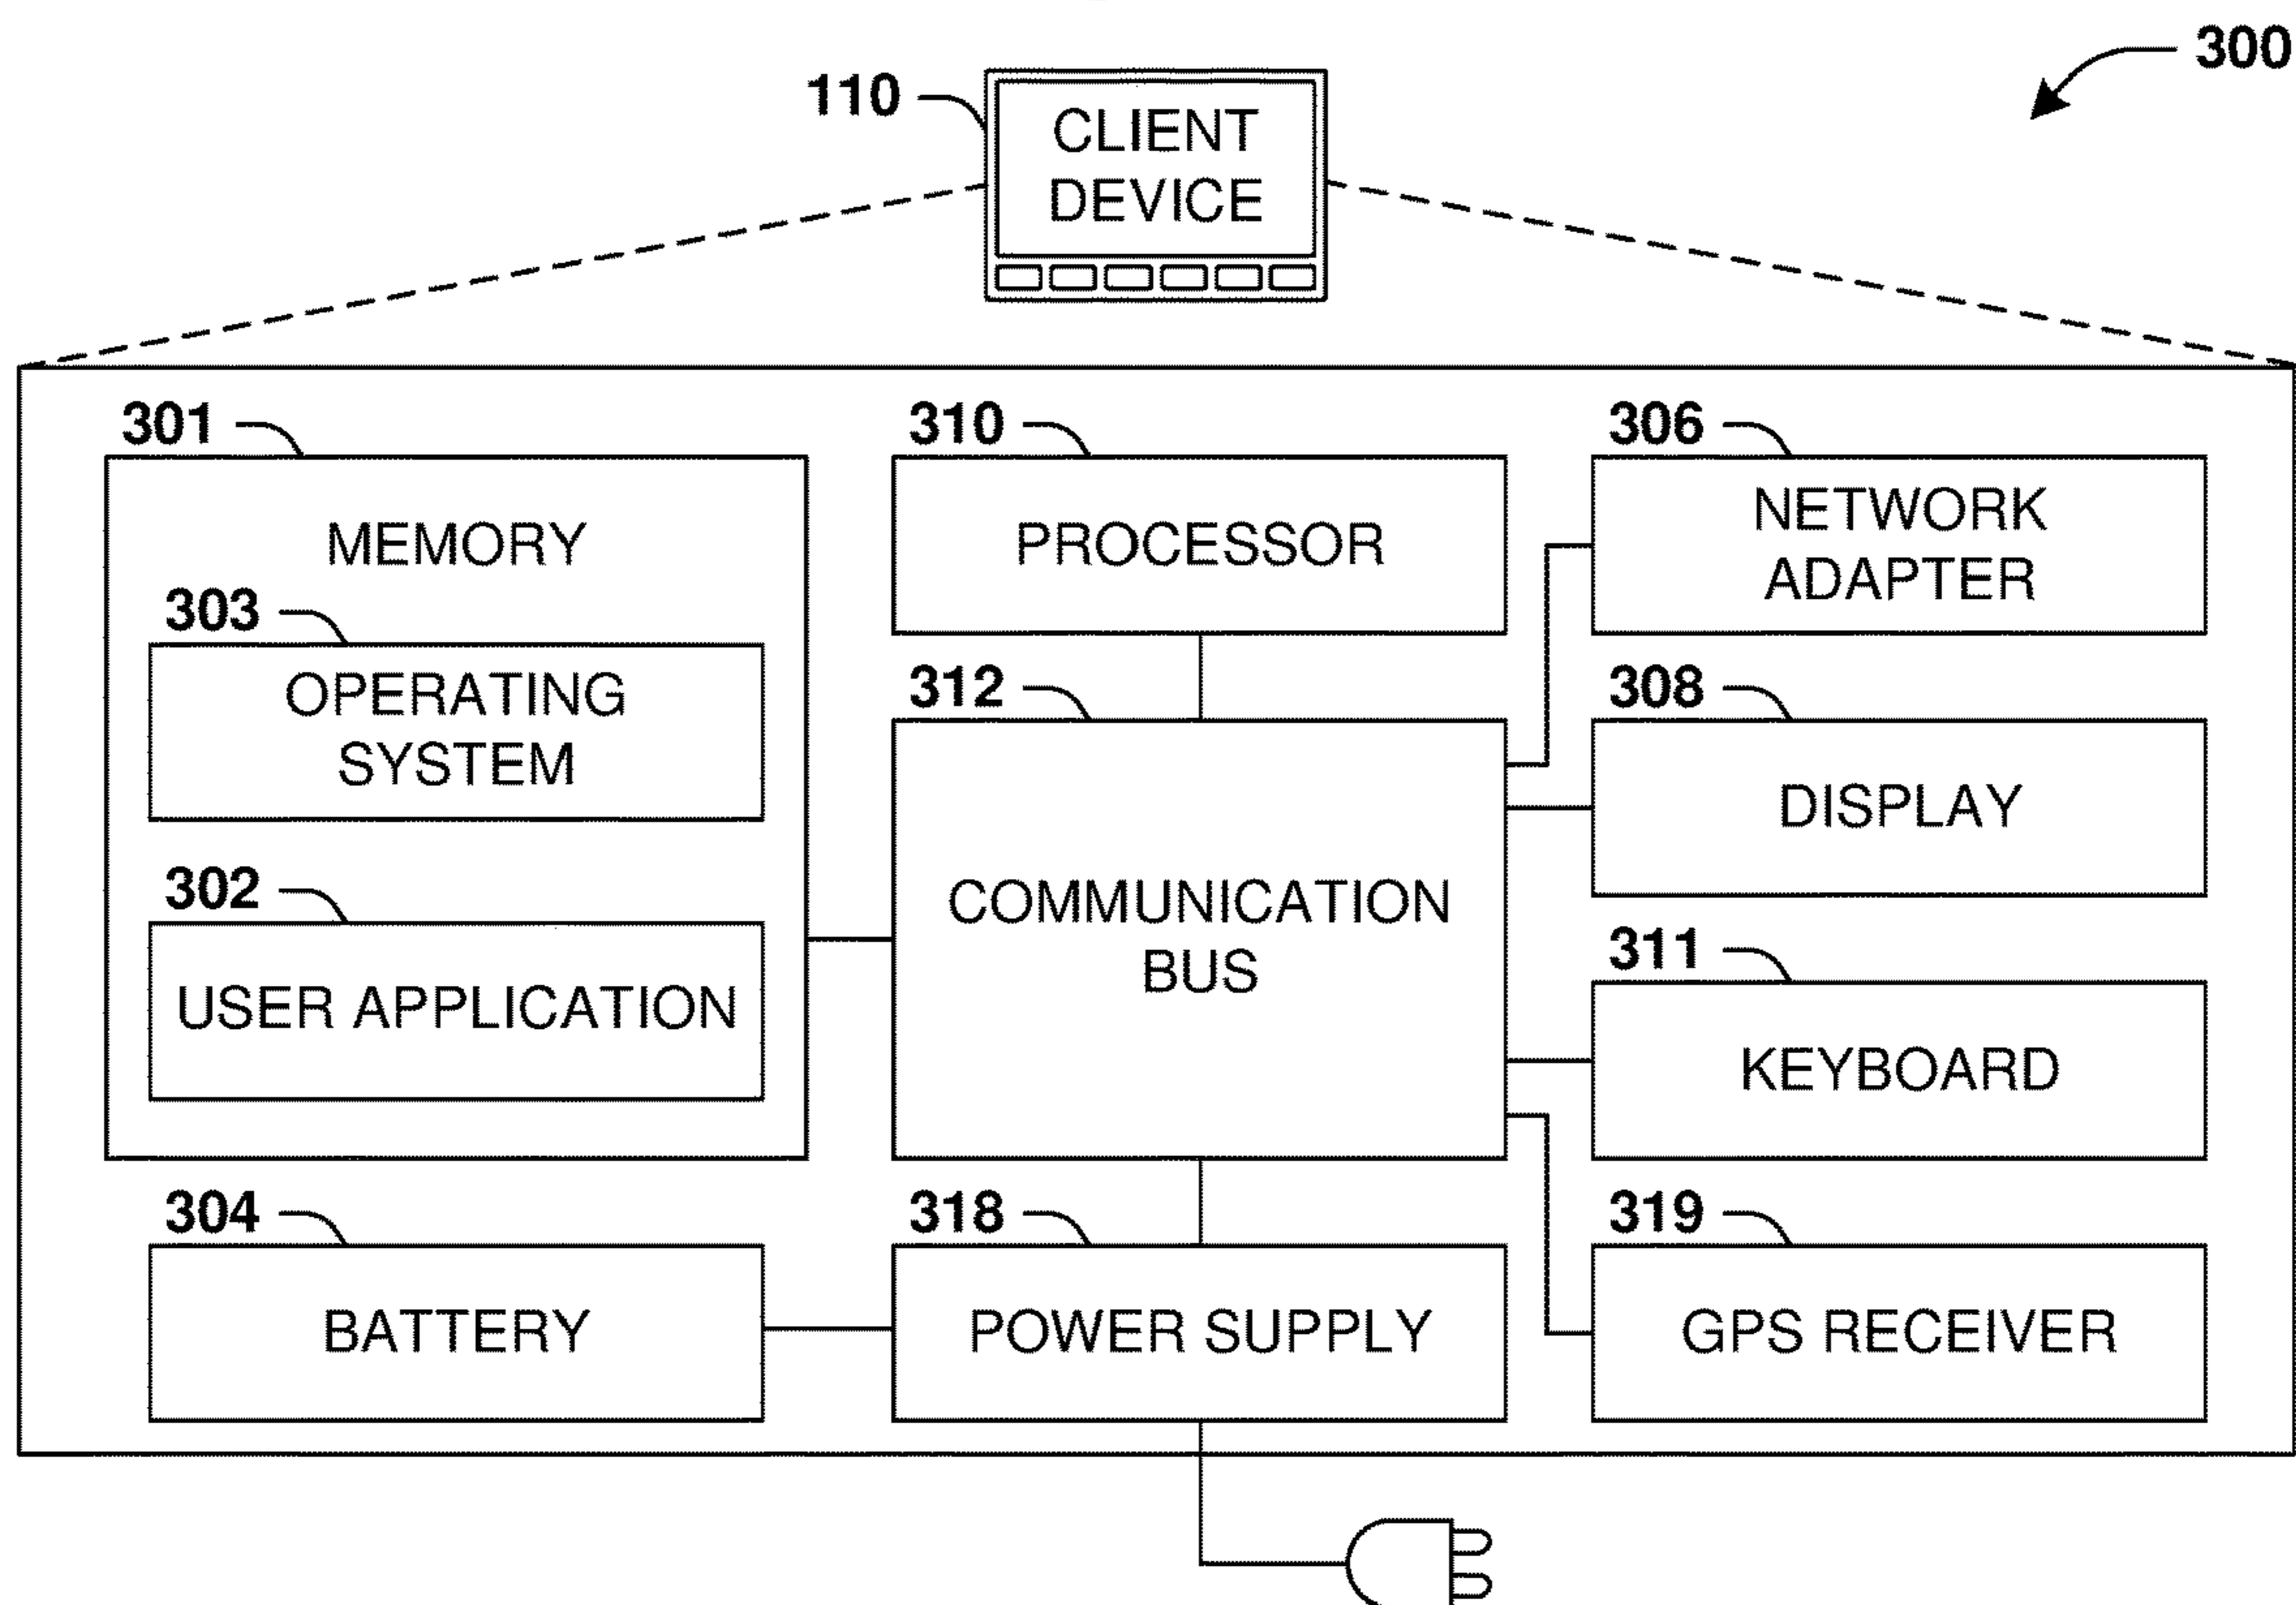 300
110
CLIENT
DEVICE
301
MEMORY
303
OPERATING
SYSTEM
302
USER APPLICATION
304
BATTERY
310
PROCESSOR
312
COMMUNICATION
BUS
318
POWER SUPPLY
306
NETWORK
ADAPTER
308
DISPLAY
311
KEYBOARD
319
GPS RECEIVER